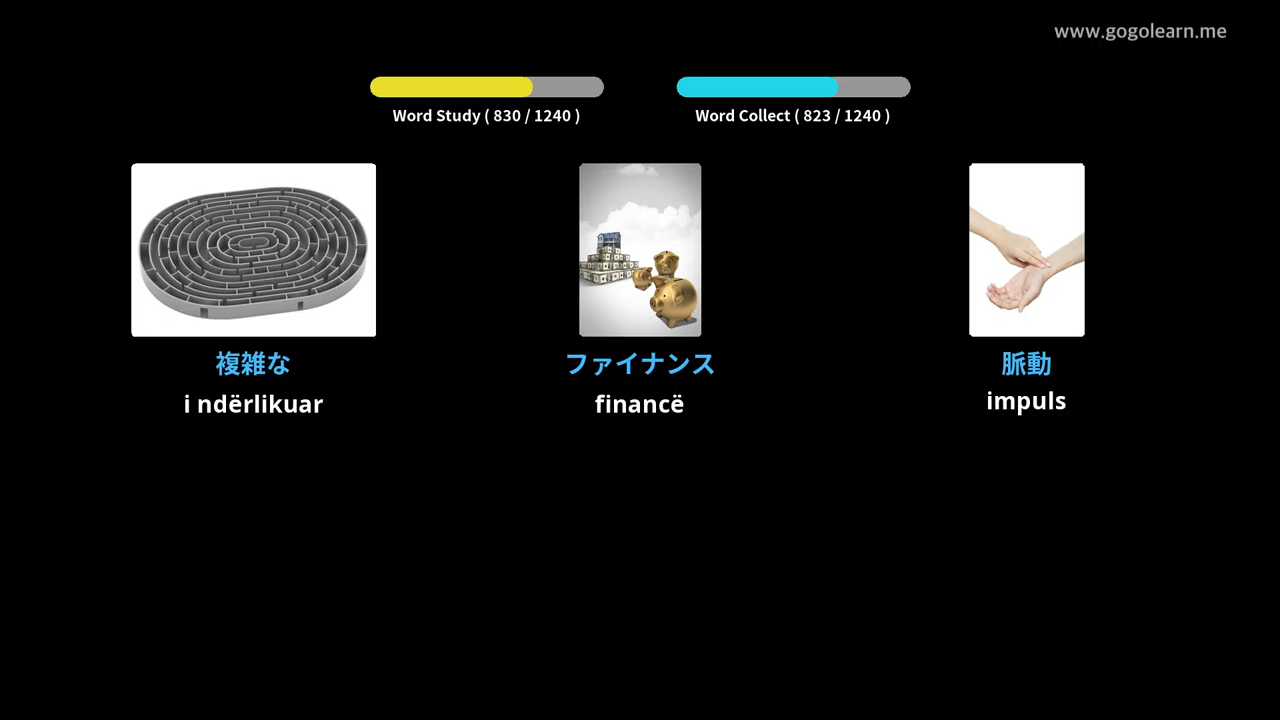 www.gogolearn.me
Word Study ( 830 / 1240 )
Word Collect ( 823 / 1240 )
複雑な
i ndërlikuar
ファイナンス
financë
脈動
impuls